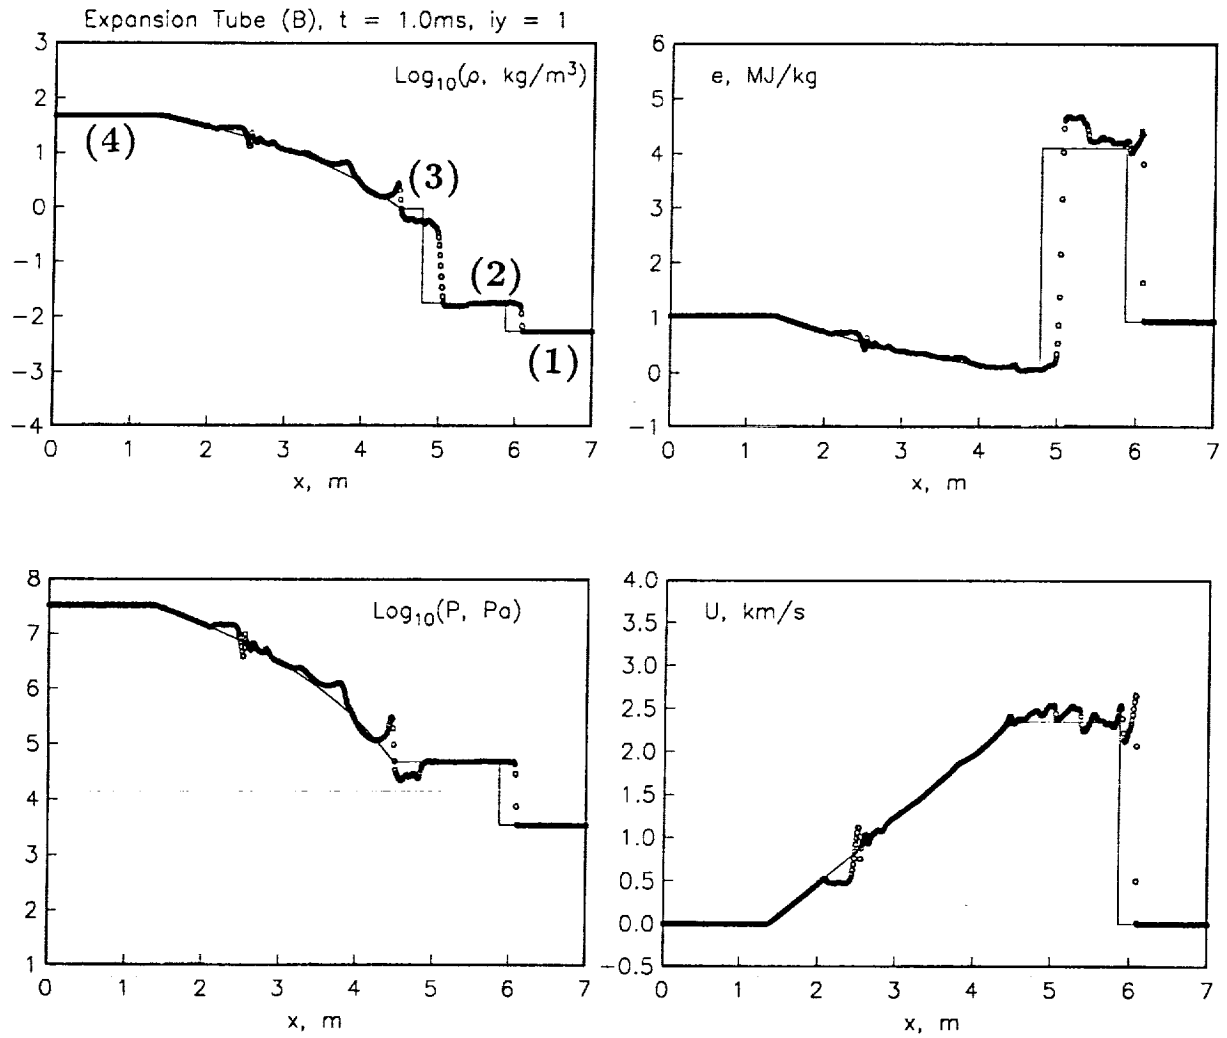 Expansion Tube (B), t = 1.0ms, iy = 1
3
2
1
0
−1
−2
−3
−4
Log₁₀(ρ, kg/m³)
(4)
(3)
(2)
(1)
0 1 2 3 4 5 6 7
x, m
6
5
4
3
2
1
0
−1
e, MJ/kg
0 1 2 3 4 5 6 7
x, m
8
7
6
5
4
3
2
1
Log₁₀(P, Pa)
0 1 2 3 4 5 6 7
x, m
4.0
3.5
3.0
2.5
2.0
1.5
1.0
0.5
0.0
−0.5
U, km/s
0 1 2 3 4 5 6 7
x, m